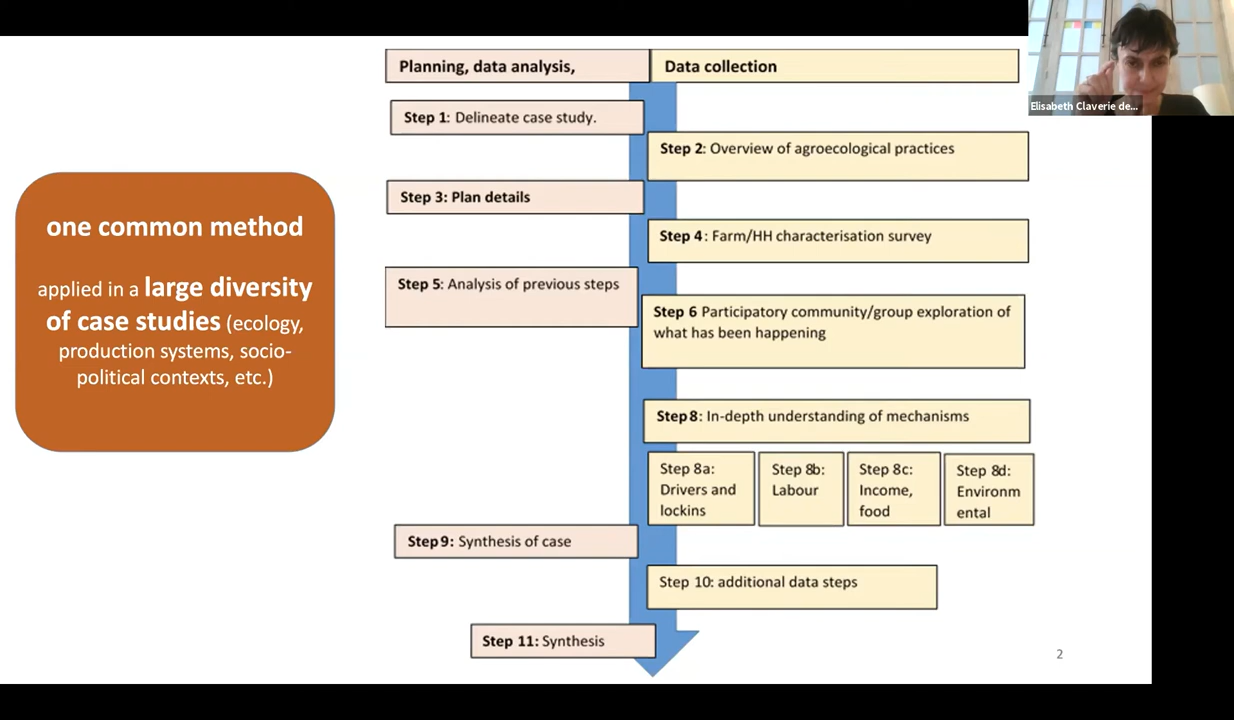 Planning, data analysis,
Data collection
Step 1: Delineate case study.
Step 2: Overview of agroecological practices
Step 3: Plan details
Step 4: Farm/HH characterisation survey
Step 5: Analysis of previous steps
Step 6 Participatory community/group exploration of
what has been happening
Step 8: In-depth understanding of mechanisms
Step 8a:
Drivers and
lockins
Step 8b:
Labour
Step 8c:
Income,
food
Step 8d:
Environm
ental
Step 9: Synthesis of case
Step 10: additional data steps
Step 11: Synthesis
one common method
applied in a large diversity
of case studies (ecology,
production systems, socio-
political contexts, etc.)
2
Elisabeth Claverie de...